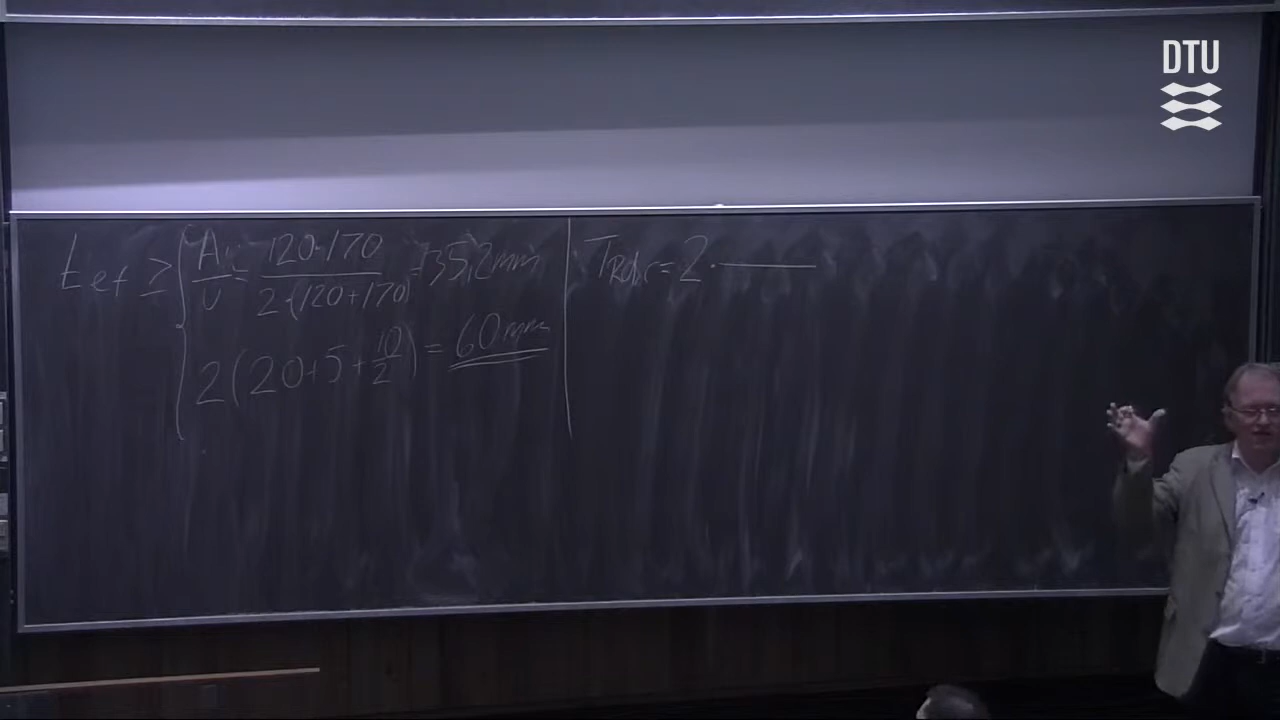 DTU
t_ef ≥ { A/U = 120·170 / 2·(120+170) = 35,2mm
2(20+5+10/2) = 60mm
T_Rd,c = 2·